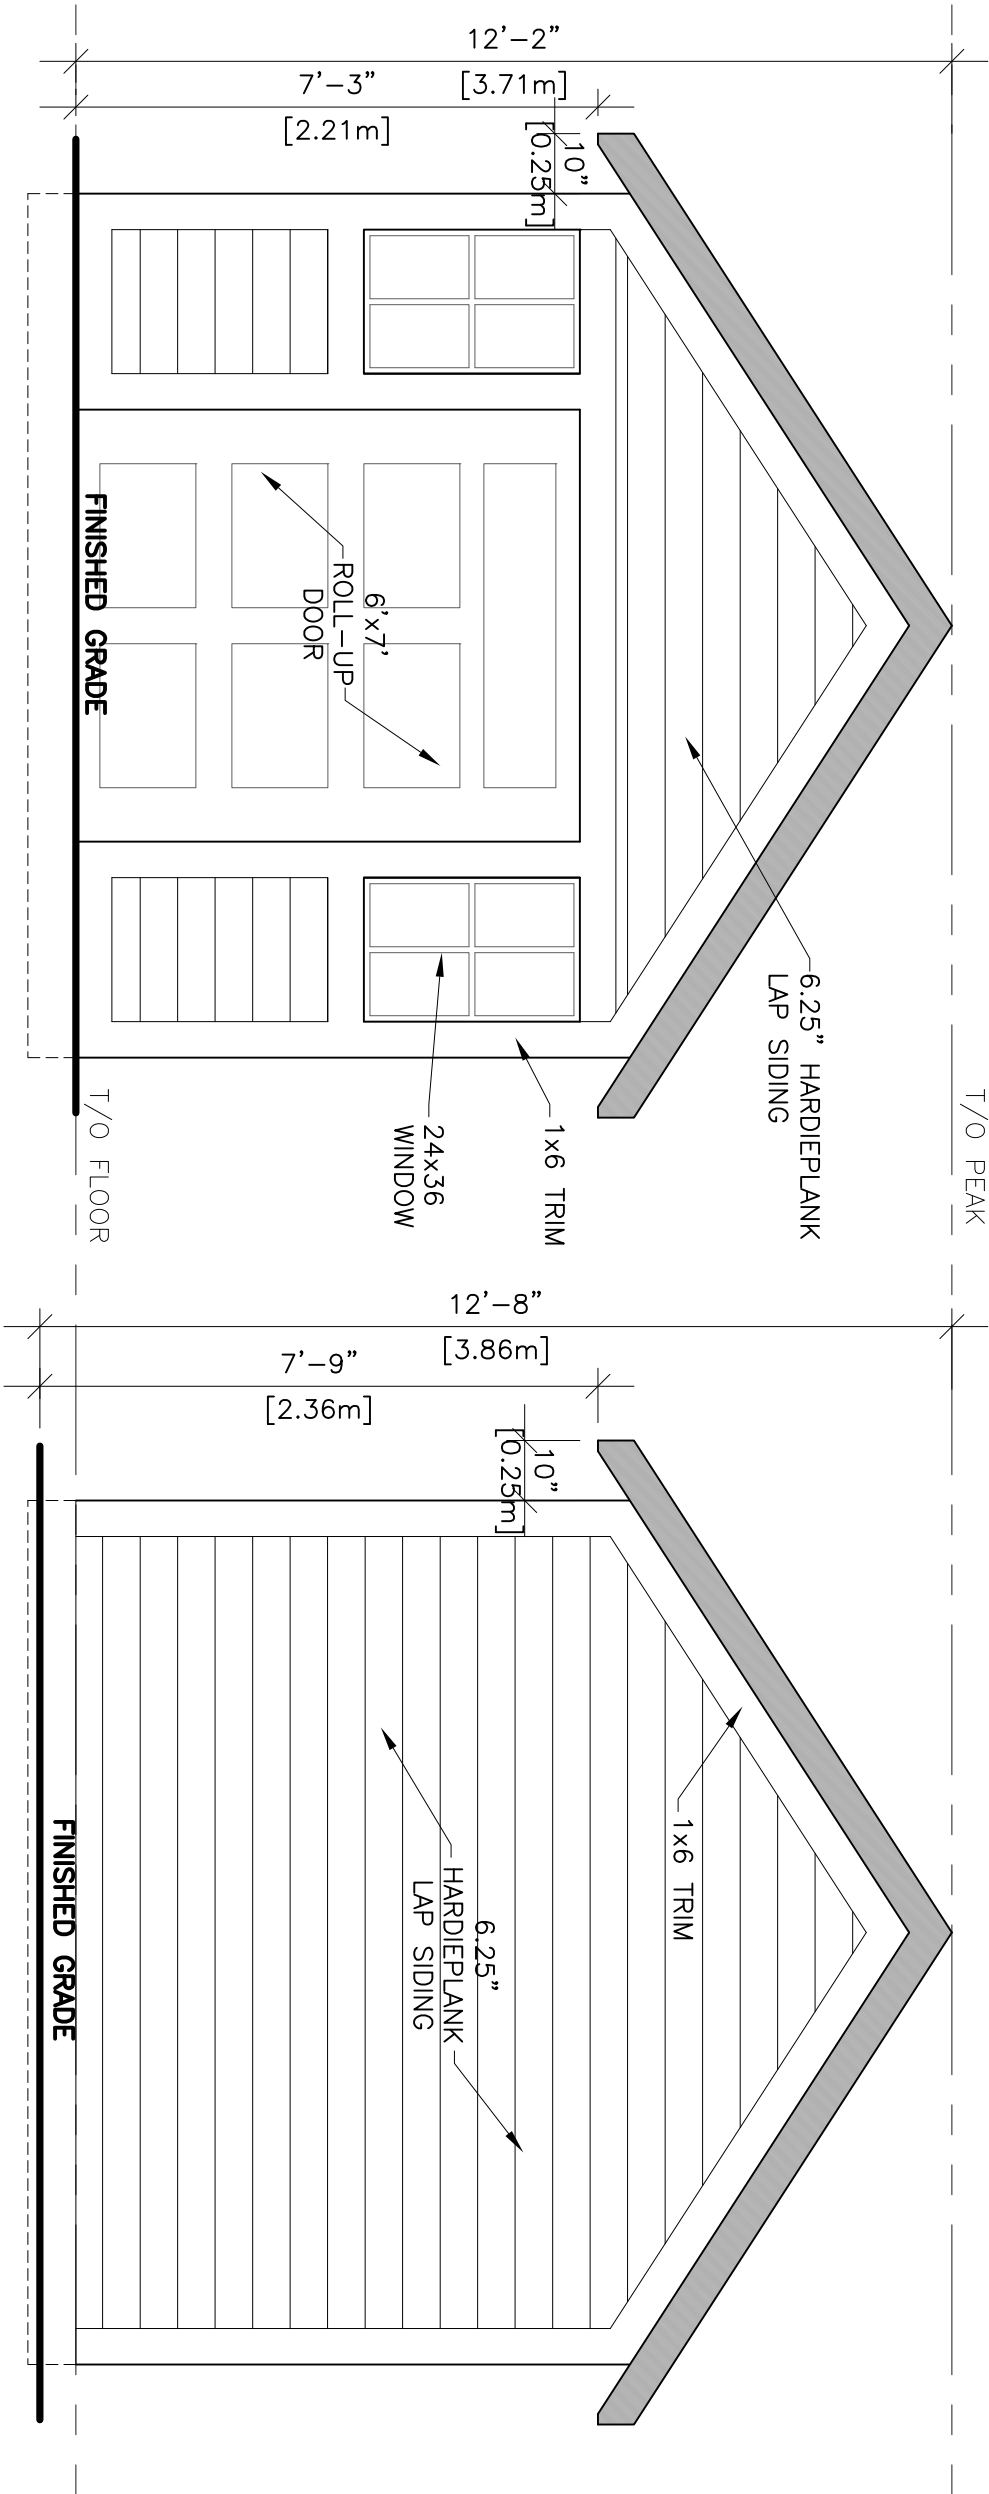 12'-2"
[3.71m]
7'-3"
[2.21m]
10"
[0.25m]
6.25" HARDIEPLANK
LAP SIDING
6'x7'
ROLL-UP
DOOR
1x6 TRIM
24x36
WINDOW
FINISHED GRADE
T/O PEAK
T/O FLOOR
12'-8"
[3.86m]
7'-9"
[2.36m]
10"
[0.25m]
1x6 TRIM
6.25"
HARDIEPLANK
LAP SIDING
FINISHED GRADE